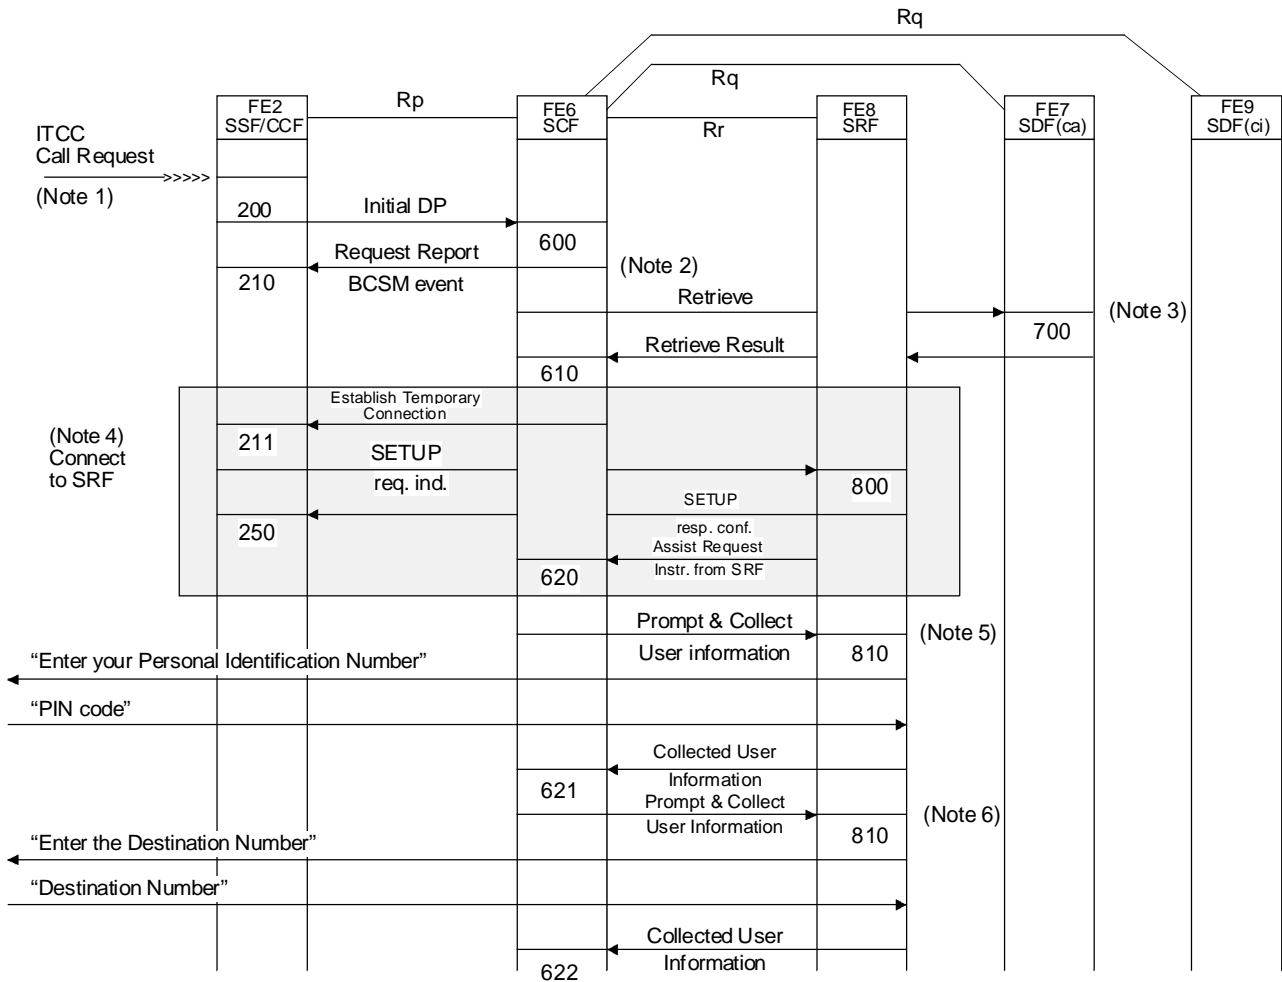 Rq
Rq
Rp
Rr
FE2
SSF/CCF
FE6
SCF
FE8
SRF
FE7
SDF(ca)
FE9
SDF(ci)
ITCC
Call Request
>>>>>
(Note 1)
200
Initial DP
600
Request Report
(Note 2)
210
BCSM event
Retrieve
(Note 3)
700
Retrieve Result
610
Establish Temporary
Connection
(Note 4)
Connect
to SRF
211
SETUP
req. ind.
800
SETUP
250
resp. conf.
Assist Request
620
Instr. from SRF
Prompt & Collect
(Note 5)
User information
810
“Enter your Personal Identification Number”
“PIN code”
Collected User
Information
621
Prompt & Collect
(Note 6)
User Information
810
“Enter the Destination Number”
“Destination Number”
Collected User
Information
622